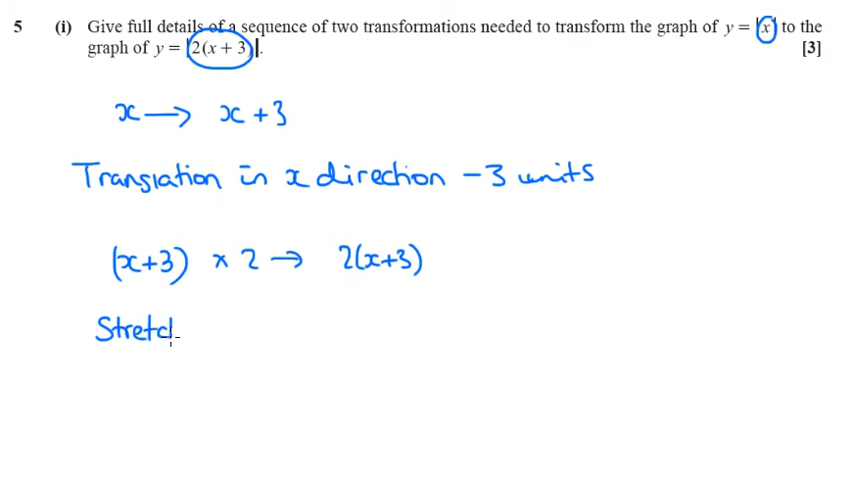 5 (i) Give full details of a sequence of two transformations needed to transform the graph of y = |x| to the
graph of y = |2(x + 3)|. [3]
x → x + 3
Translation in x direction −3 units
(x+3) × 2 → 2(x+3)
Stretch